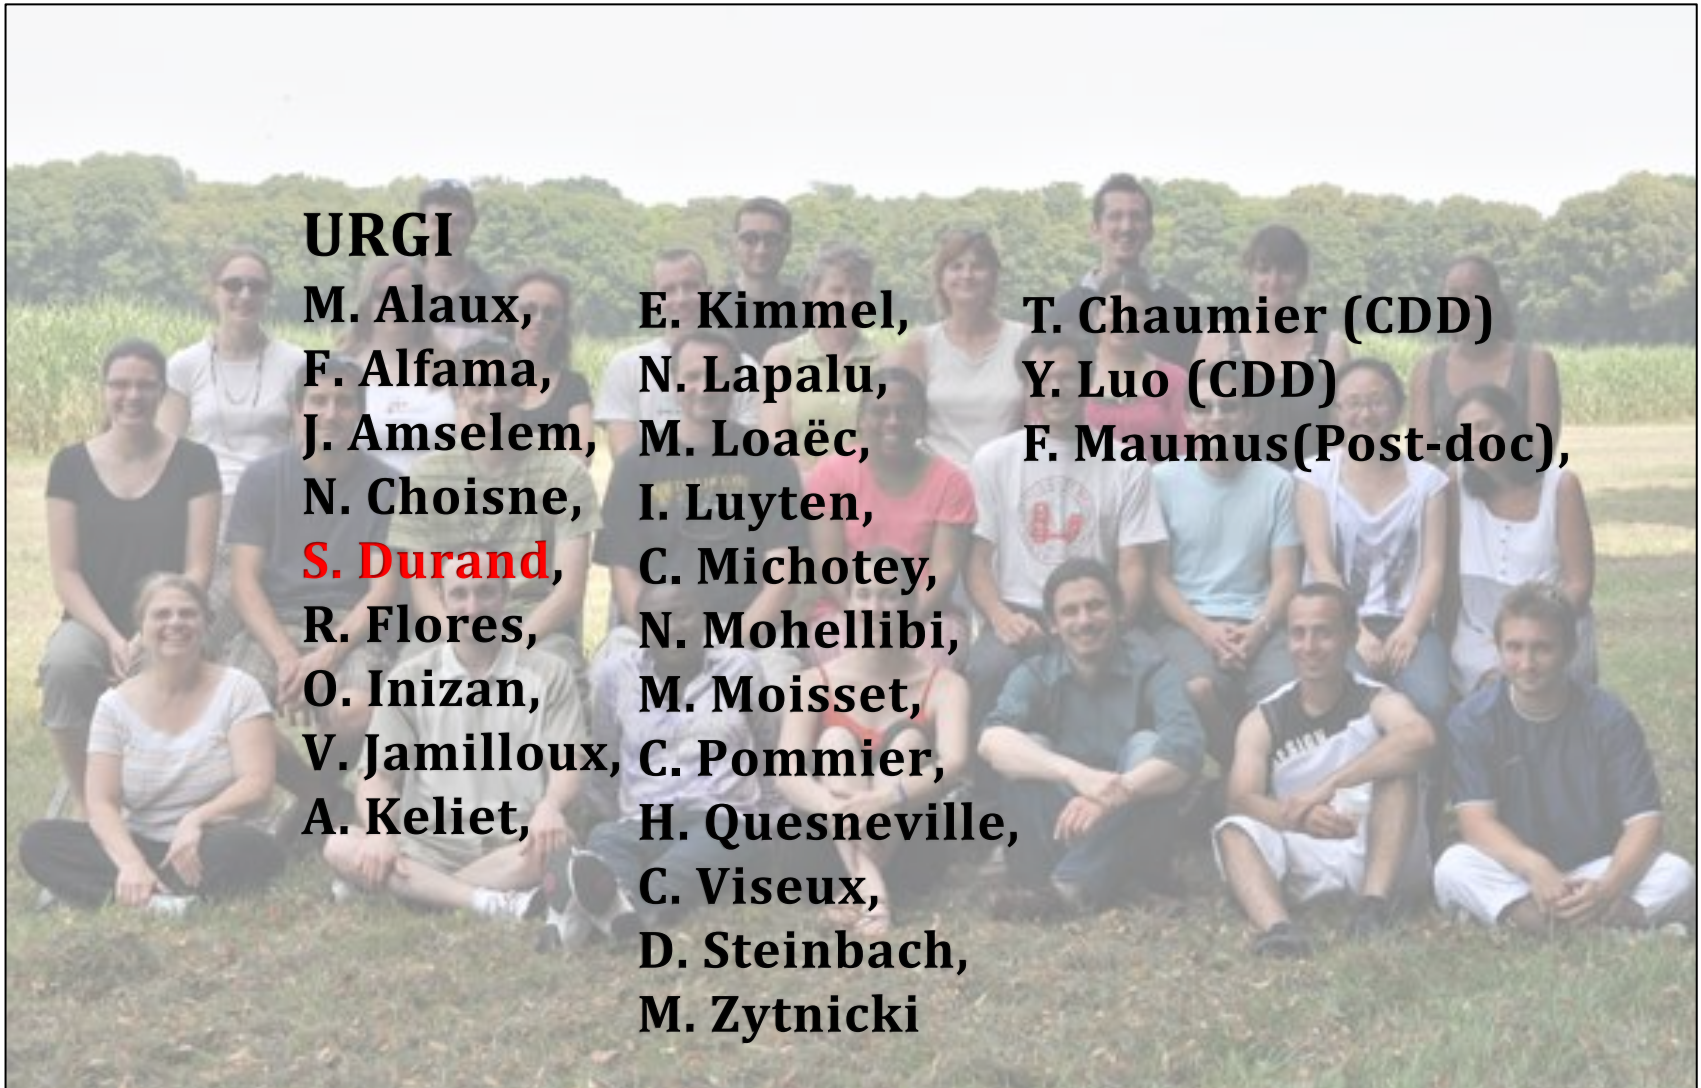 URGI
M. Alaux,
F. Alfama,
J. Amselem,
N. Choisne,
S. Durand,
R. Flores,
O. Inizan,
V. Jamilloux,
A. Keliet,
E. Kimmel,
N. Lapalu,
M. Loaëc,
I. Luyten,
C. Michotey,
N. Mohellibi,
M. Moisset,
C. Pommier,
H. Quesneville,
C. Viseux,
D. Steinbach,
M. Zytnicki
T. Chaumier (CDD)
Y. Luo (CDD)
F. Maumus(Post-doc),